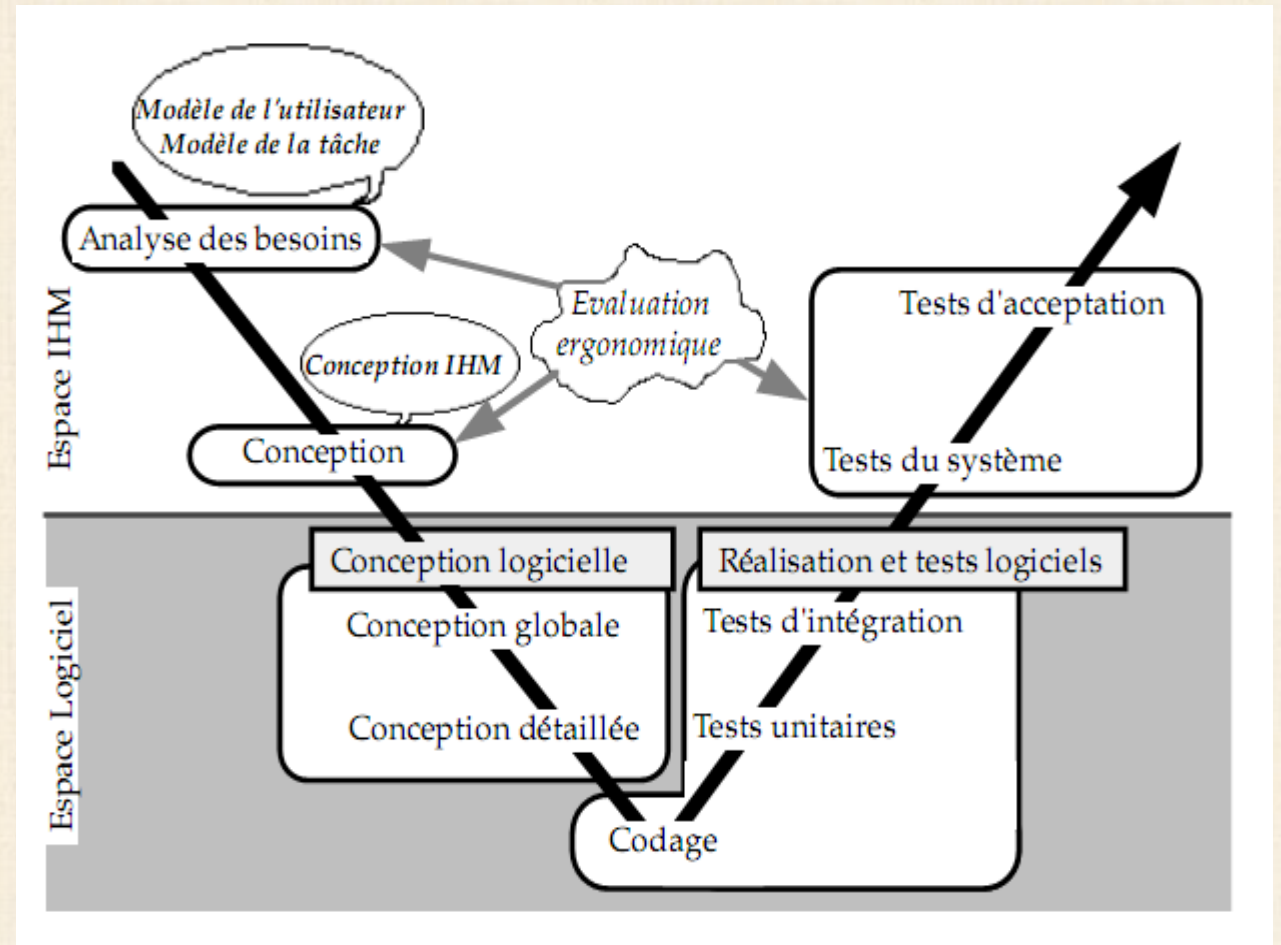 Modèle de l'utilisateur
Modèle de la tâche
Analyse des besoins
Evaluation
ergonomique
Tests d'acceptation
Espace IHM
Conception IHM
Conception
Tests du système
Conception logicielle
Réalisation et tests logiciels
Conception globale
Tests d'intégration
Espace Logiciel
Conception détaillée
Tests unitaires
Codage